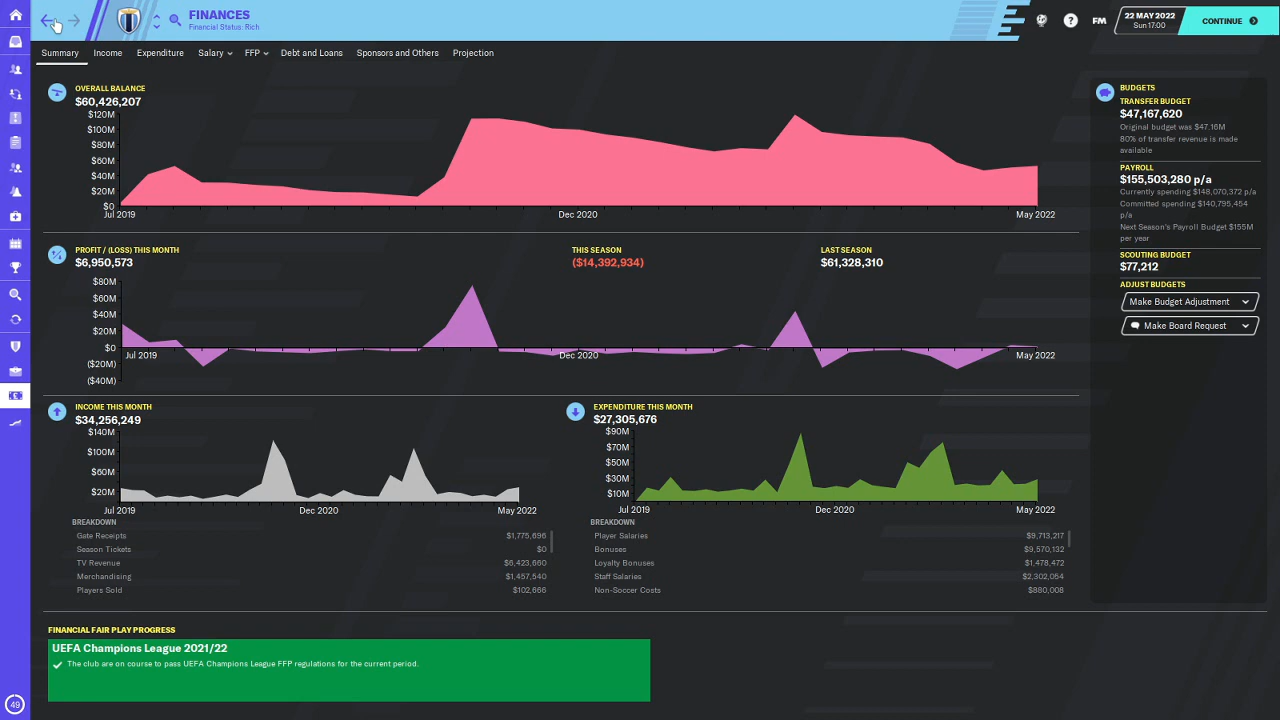 FINANCES
Financial Status: Rich
FM
22 MAY 2022
Sun 17:00
CONTINUE
Summary
Income
Expenditure
Salary
FFP
Debt and Loans
Sponsors and Others
Projection
OVERALL BALANCE
$60,426,207
$120M
$100M
$80M
$60M
$40M
$20M
$0
Jul 2019
Dec 2020
May 2022
PROFIT / (LOSS) THIS MONTH
$6,950,573
THIS SEASON
($14,392,934)
LAST SEASON
$61,328,310
$80M
$60M
$40M
$20M
$0
($20M)
($40M)
Jul 2019
Dec 2020
May 2022
INCOME THIS MONTH
$34,256,249
$140M
$100M
$60M
$20M
Jul 2019
Dec 2020
May 2022
BREAKDOWN
Gate Receipts $1,775,696
Season Tickets $0
TV Revenue $6,423,660
Merchandising $1,457,540
Players Sold $102,666
EXPENDITURE THIS MONTH
$27,305,676
$90M
$70M
$50M
$30M
$10M
Jul 2019
Dec 2020
May 2022
BREAKDOWN
Player Salaries $9,713,217
Bonuses $9,570,132
Loyalty Bonuses $1,478,472
Staff Salaries $2,302,054
Non-Soccer Costs $880,008
BUDGETS
TRANSFER BUDGET
$47,167,620
Original budget was $47.16M
80% of transfer revenue is made
available
PAYROLL
$155,503,280 p/a
Currently spending $148,070,372 p/a
Committed spending $140,795,454
p/a
Next Season's Payroll Budget $155M
per year
SCOUTING BUDGET
$77,212
ADJUST BUDGETS
Make Budget Adjustment
Make Board Request
FINANCIAL FAIR PLAY PROGRESS
UEFA Champions League 2021/22
The club are on course to pass UEFA Champions League FFP regulations for the current period.
49